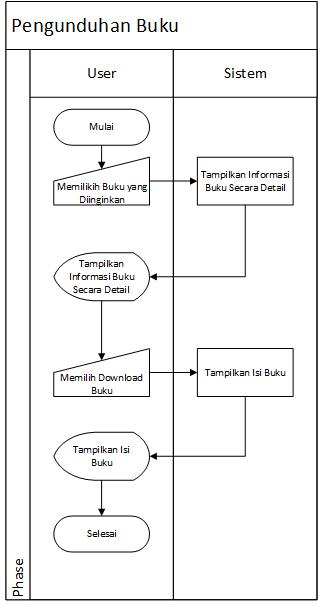 Pengunduhan Buku
User
Sistem
Mulai
Memilikih Buku yang
Diinginkan
Tampilkan Informasi
Buku Secara Detail
Tampilkan
Informasi Buku
Secara Detail
Memilih Download
Buku
Tampilkan Isi Buku
Tampilkan Isi
Buku
Selesai
Phase